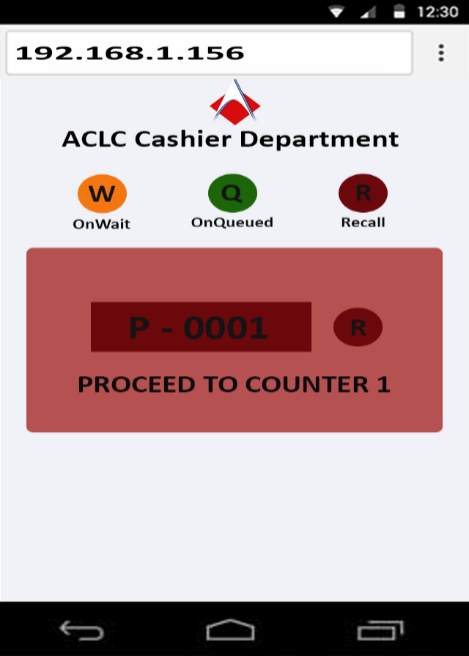 12:30
192.168.1.156
ACLC Cashier Department
W Q R
OnWait OnQueued Recall
P - 0001 R
PROCEED TO COUNTER 1